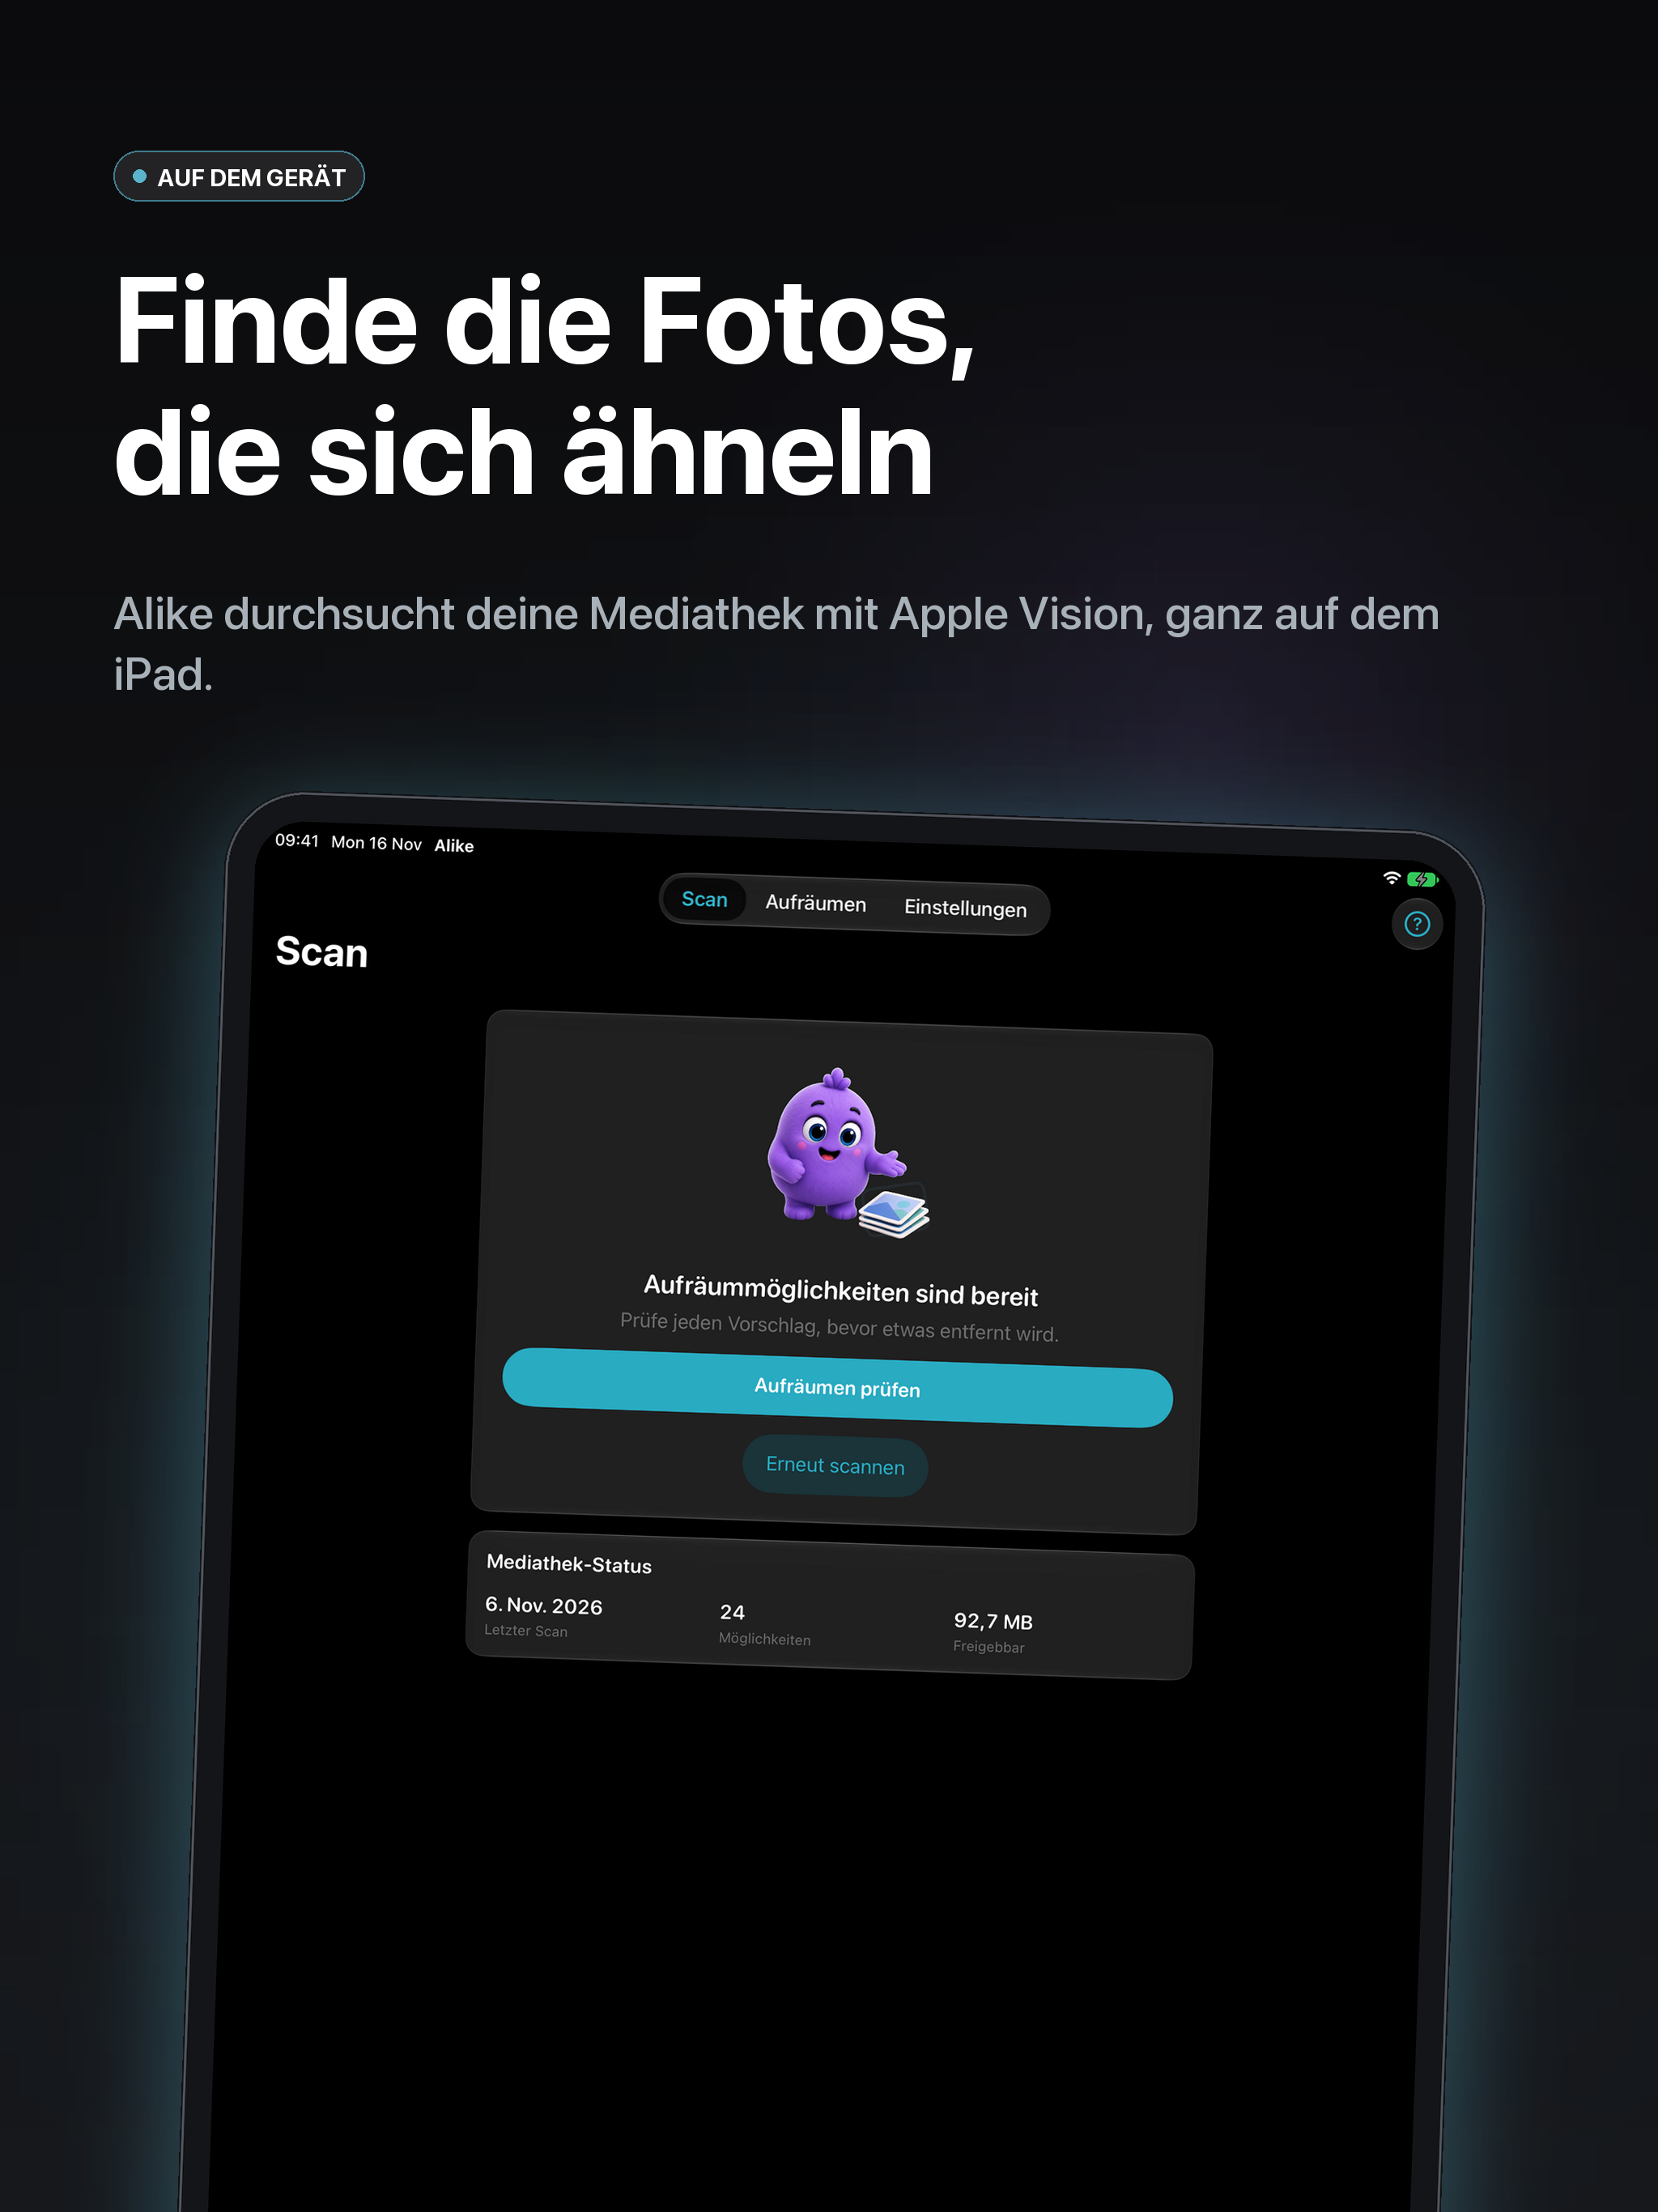 AUF DEM GERÄT
Finde die Fotos,
die sich ähneln
Alike durchsucht deine Mediathek mit Apple Vision, ganz auf dem
iPad.
09:41 Mon 16 Nov Alike
Scan Aufräumen Einstellungen
?
Scan
Aufräummöglichkeiten sind bereit
Prüfe jeden Vorschlag, bevor etwas entfernt wird.
Aufräumen prüfen
Erneut scannen
Mediathek-Status
6. Nov. 2026 24 92,7 MB
Letzter Scan Möglichkeiten Freigebbar